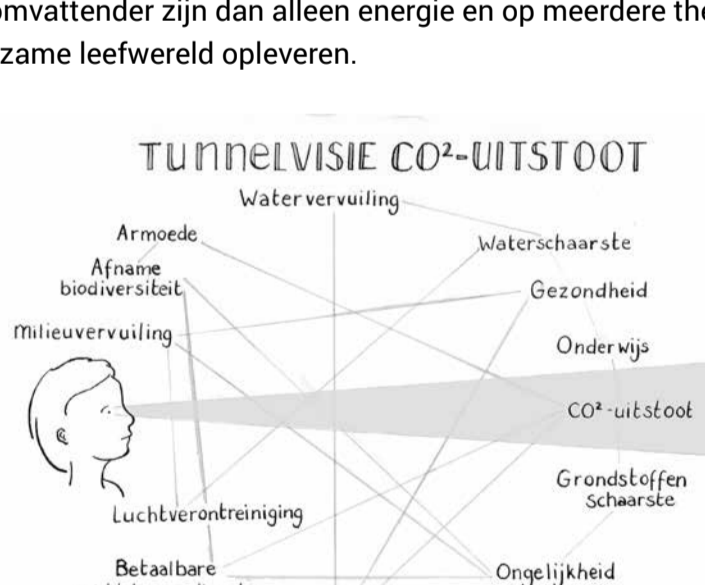 omvattender zijn dan alleen energie en op meerdere
zame leefwereld opleveren.
TUNNELVISIE CO²-UITSTOOT
Watervervuiling
Armoede
Waterschaarste
Afname
biodiversiteit
Gezondheid
Milieuvervuiling
Onderwijs
CO²-uitstoot
Grondstoffen
schaarste
Luchtverontreiniging
Betaalbare
Ongelijkheid